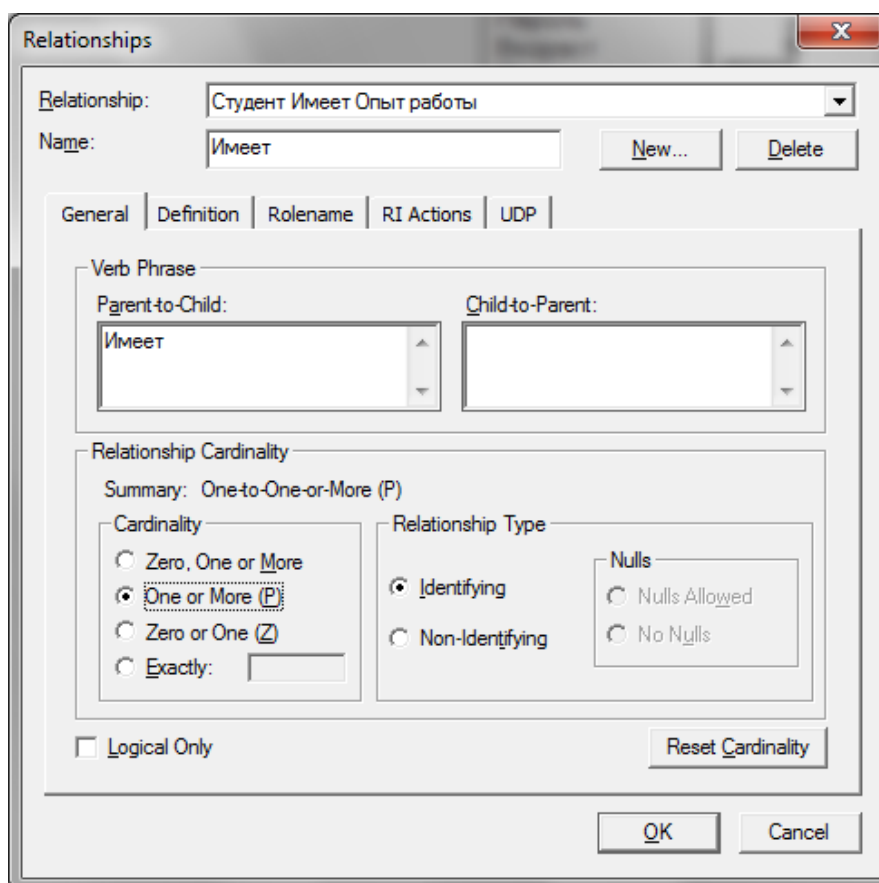 Relationships
Relationship: Студент Имеет Опыт работы
Name: Имеет New... Delete
General Definition Rolename RI Actions UDP
Verb Phrase
Parent-to-Child: Child-to-Parent:
Имеет
Relationship Cardinality
Summary: One-to-One-or-More (P)
Cardinality Relationship Type
Zero, One or More Nulls
One or More (P) Identifying Nulls Allowed
Zero or One (Z) Non-Identifying No Nulls
Exactly:
Logical Only Reset Cardinality
OK Cancel